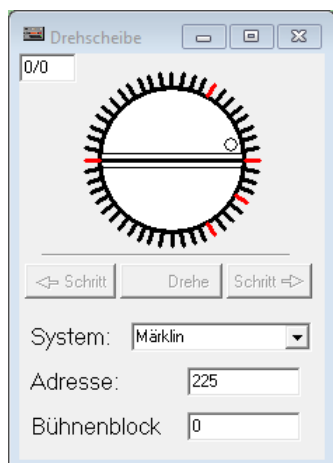 Drehscheibe
0/0
Schritt Drehe Schritt
System: Märklin
Adresse: 225
Bühnenblock 0